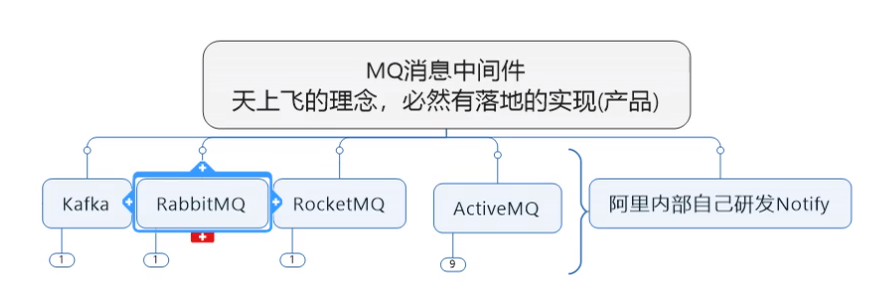 MQ消息中间件
天上飞的理念，必然有落地的实现(产品)
Kafka
RabbitMQ
RocketMQ
ActiveMQ
阿里内部自己研发Notify
1
1
1
9